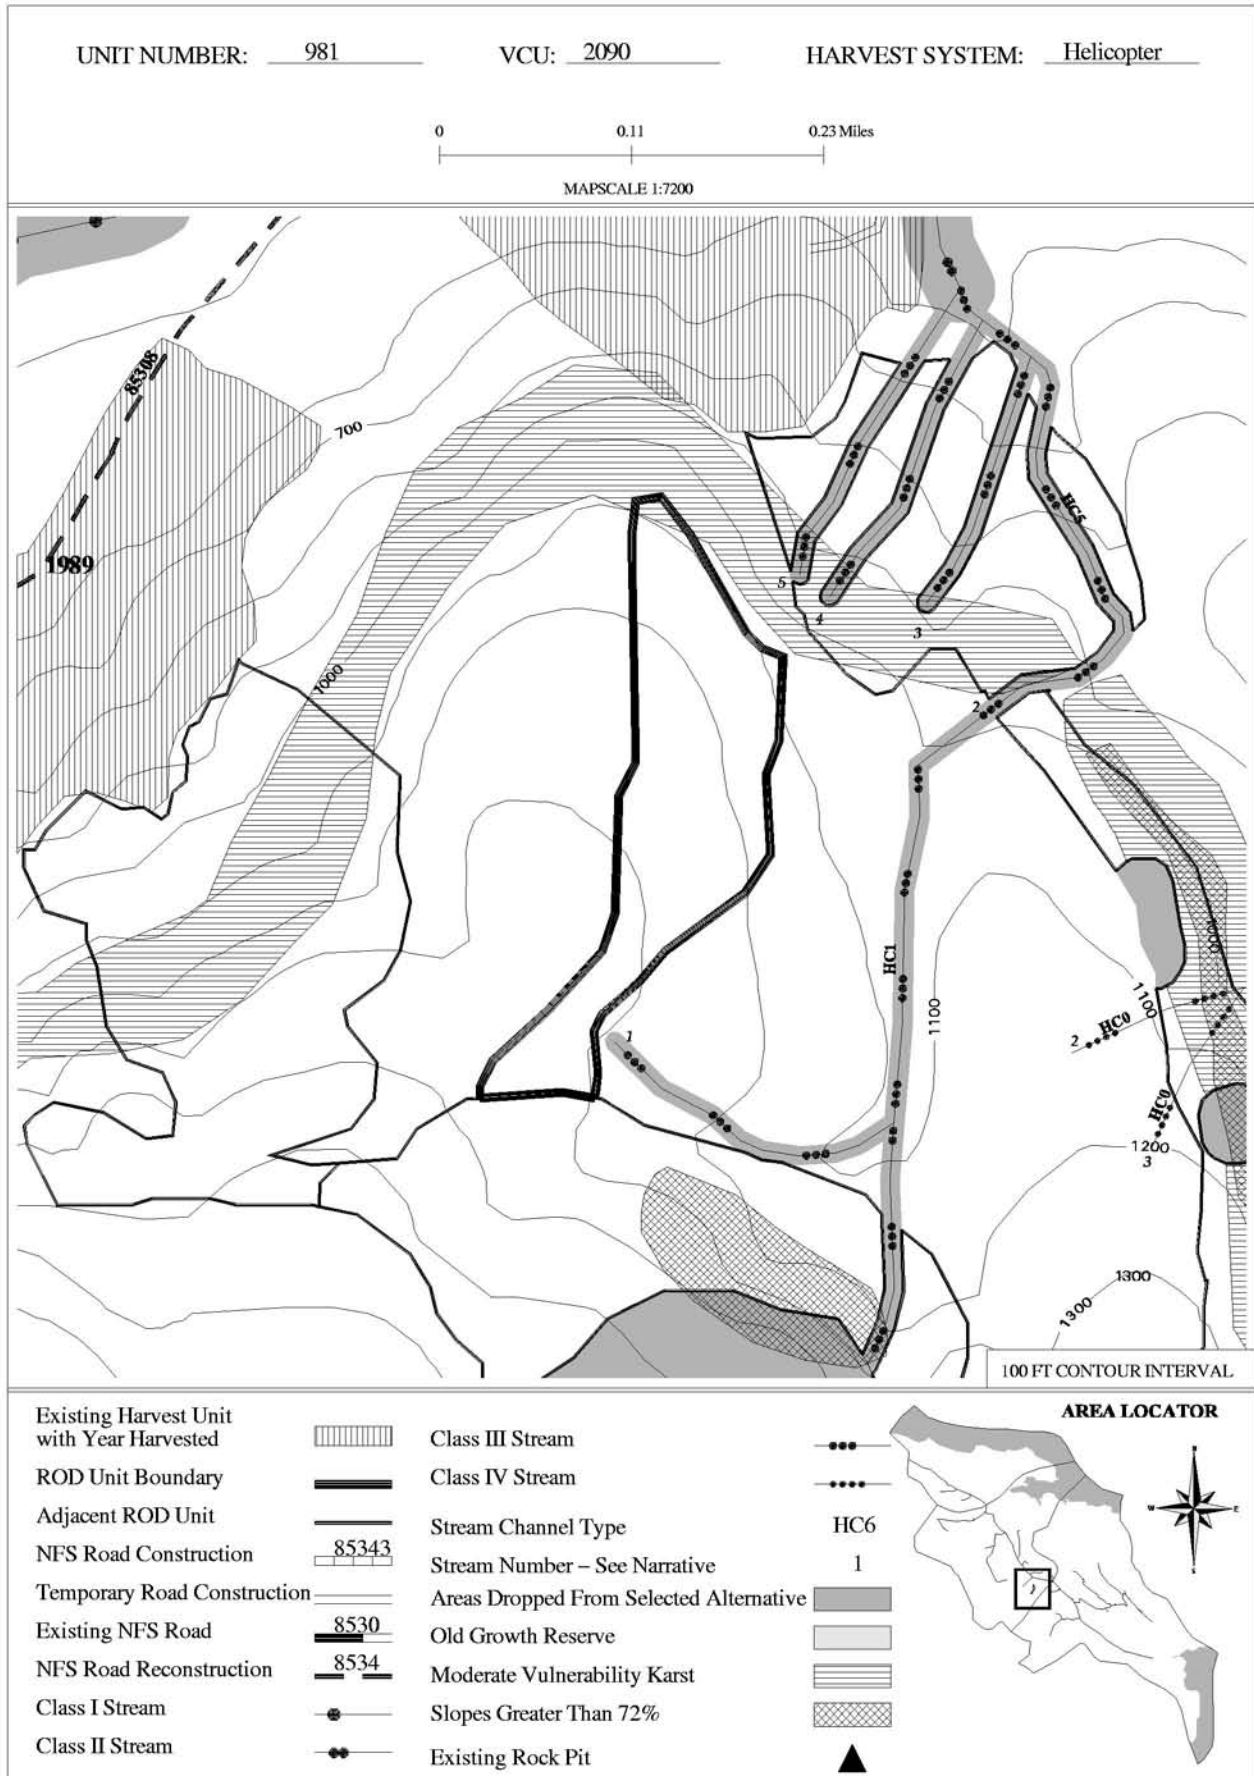 UNIT NUMBER: 981 VCU: 2090 HARVEST SYSTEM: Helicopter
0 0.11 0.23 Miles
MAPSCALE 1:7200
85308
700
HC5
1989
5
4
3
1000
2
1000
HC1
1100
1100
2 HC0
1
HC0
1200
3
1300
1300
100 FT CONTOUR INTERVAL
Existing Harvest Unit
with Year Harvested
ROD Unit Boundary
Adjacent ROD Unit
NFS Road Construction 85343
Temporary Road Construction
Existing NFS Road 8530
NFS Road Reconstruction 8534
Class I Stream
Class II Stream
Class III Stream
Class IV Stream
Stream Channel Type HC6
Stream Number – See Narrative 1
Areas Dropped From Selected Alternative
Old Growth Reserve
Moderate Vulnerability Karst
Slopes Greater Than 72%
Existing Rock Pit
AREA LOCATOR
N
W E
S